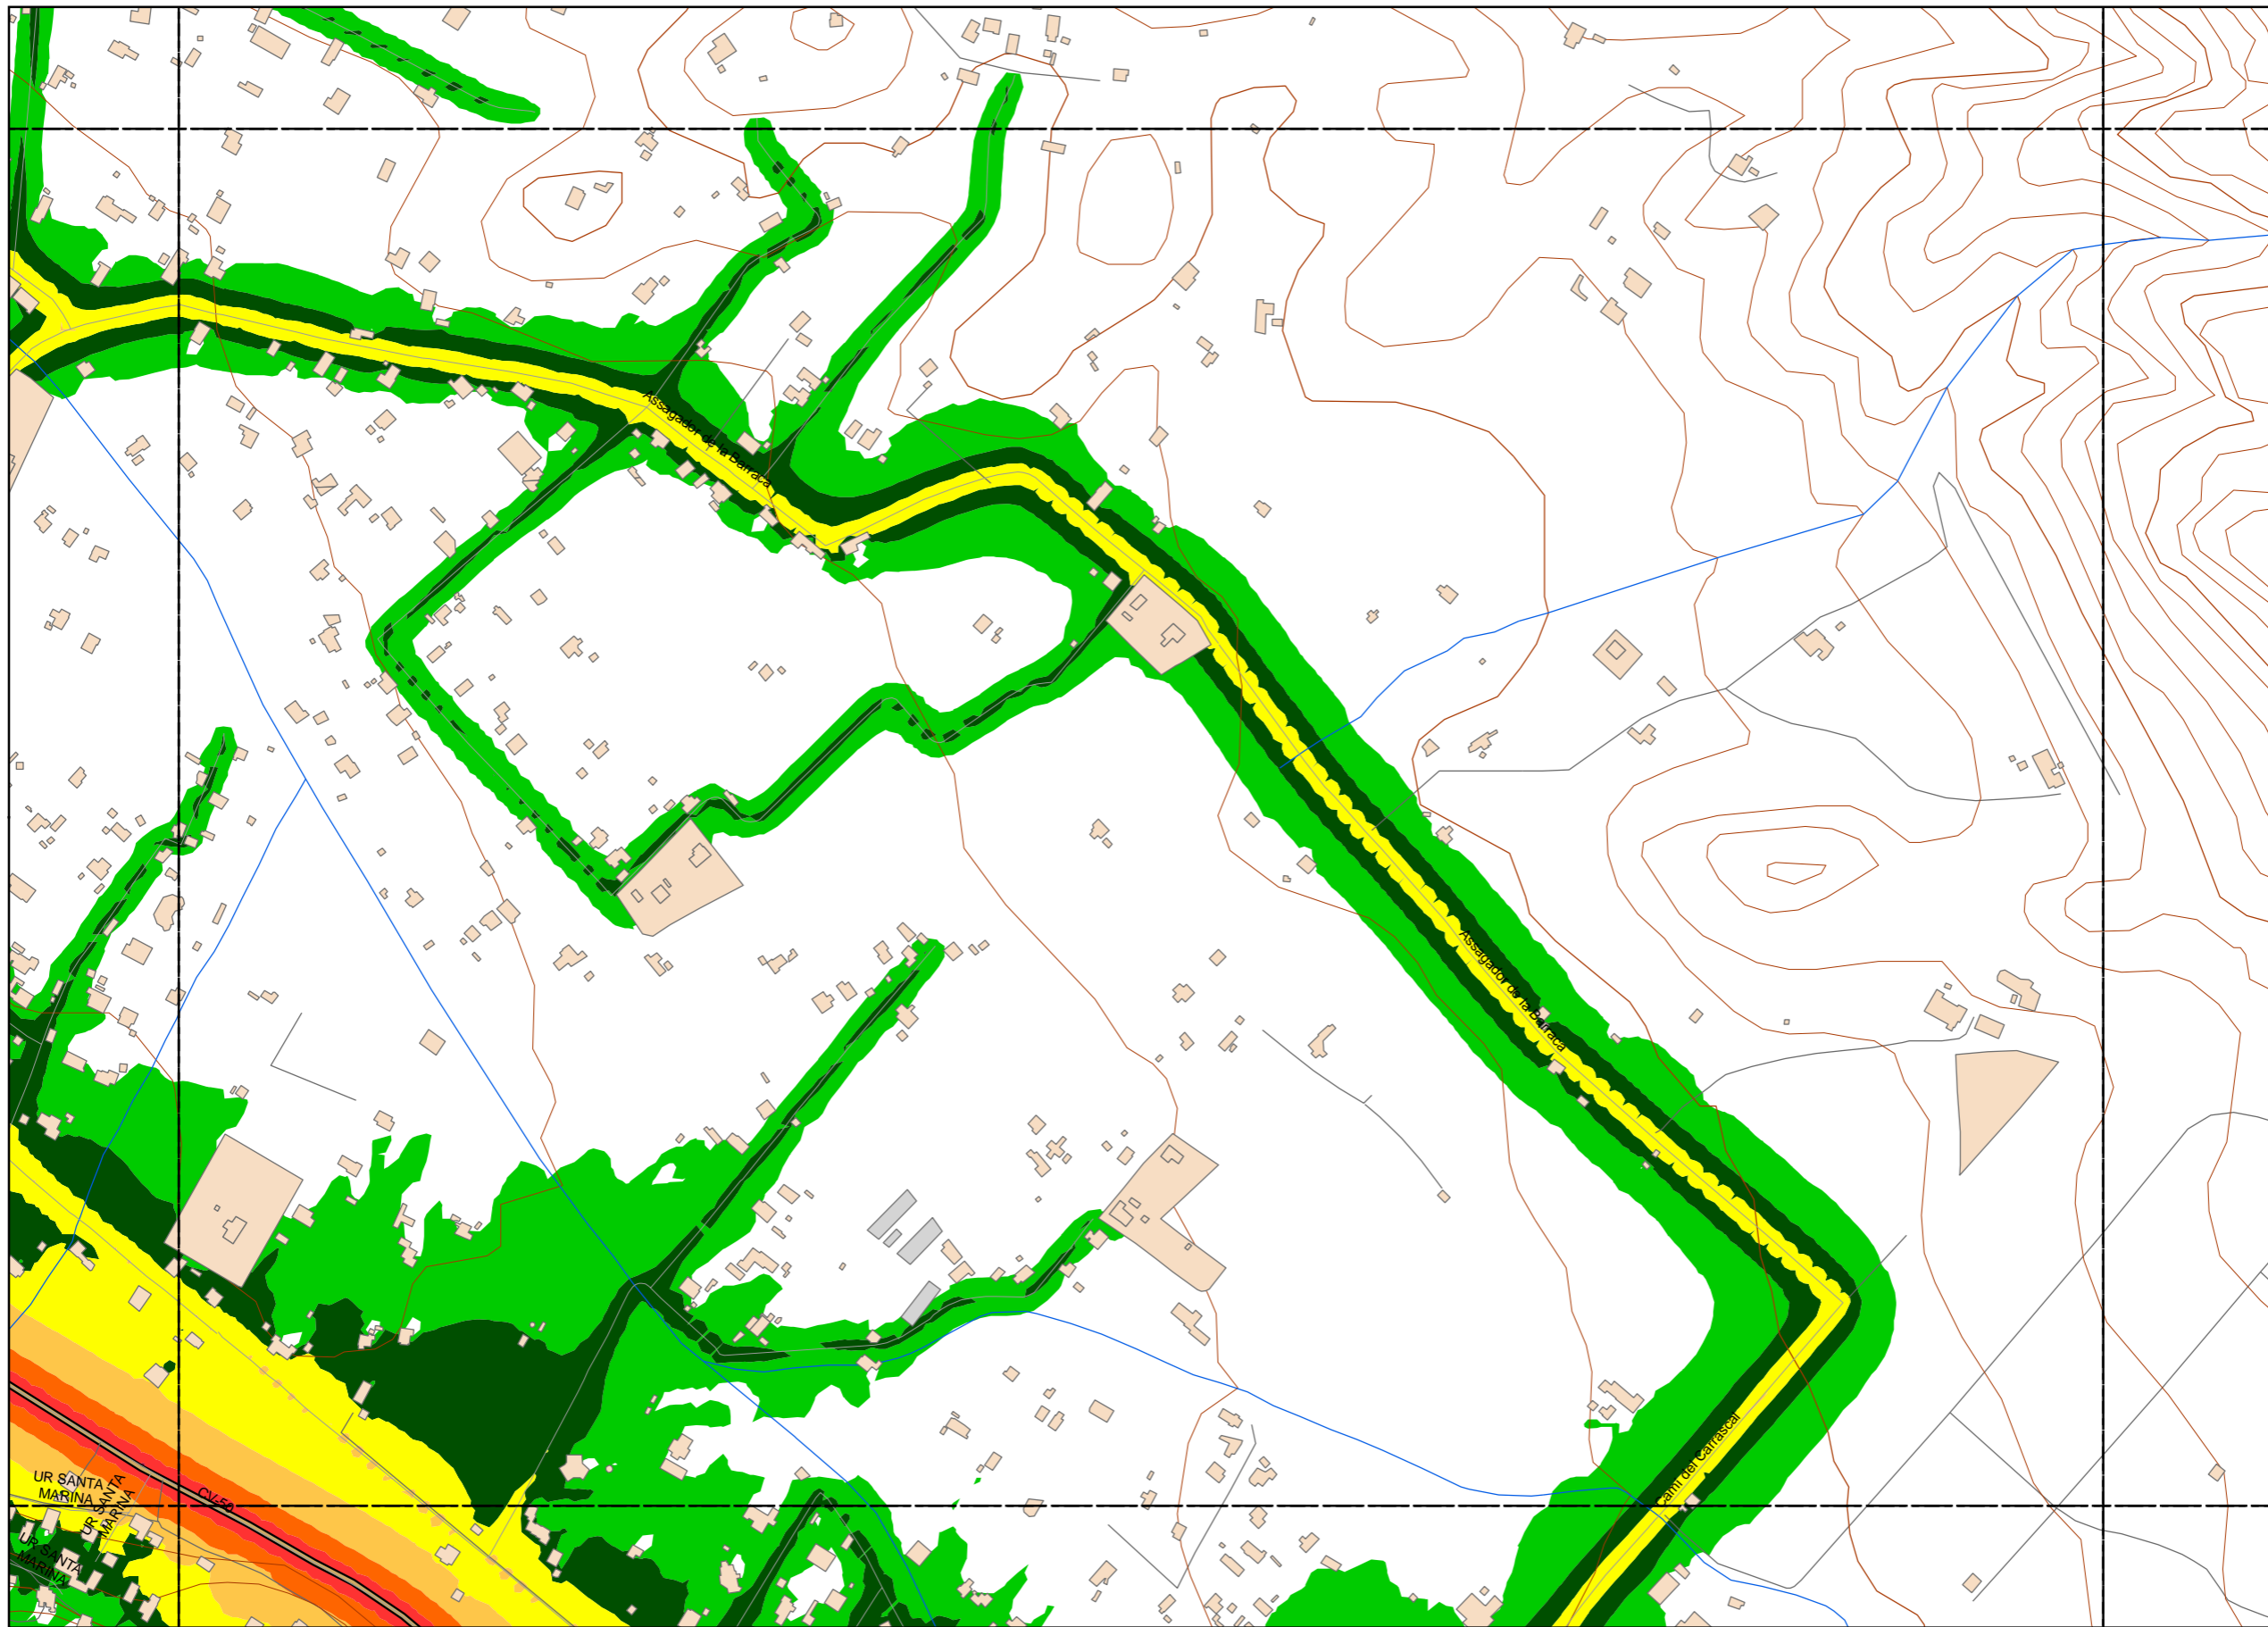 Assagador de la Barraca
Assagador de la Barraca
Camí del Carrascal
UR SANTA
MARINA
UR SANTA
MARINA
CV-50
UR SANTA
MARINA